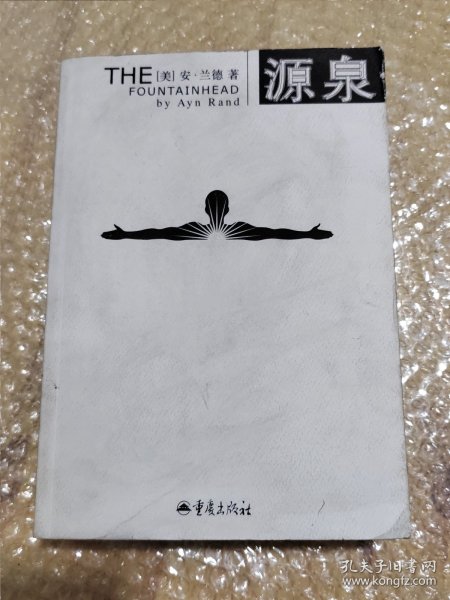 THE [美] 安·兰德 著
FOUNTAINHEAD
by Ayn Rand
源泉
重庆出版社
孔夫子旧书网
www.kongfz.com